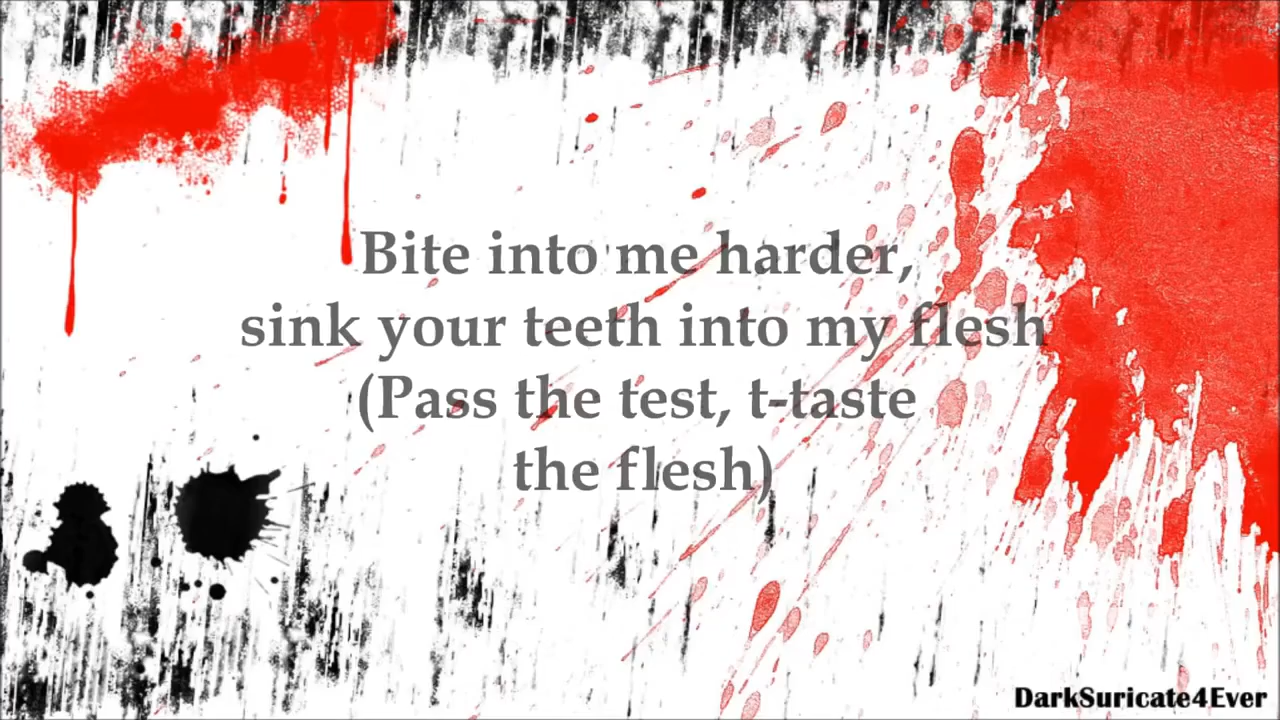 Bite into me harder,
sink your teeth into my flesh
(Pass the test, t-taste
the flesh)
DarkSuricate4Ever